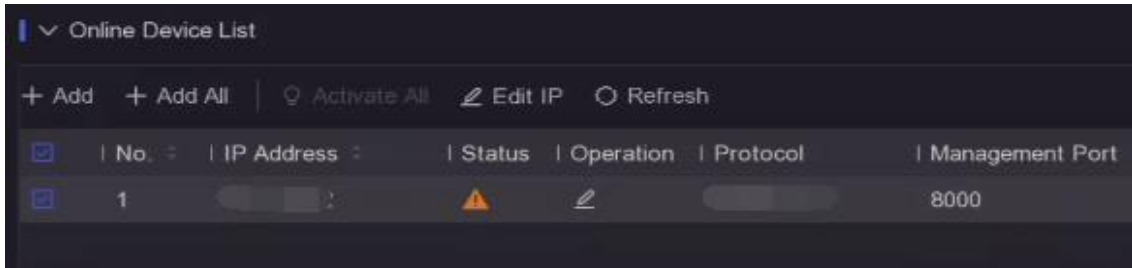 Online Device List
+ Add + Add All Activate All Edit IP Refresh
No. IP Address Status Operation Protocol Management Port
1 8000